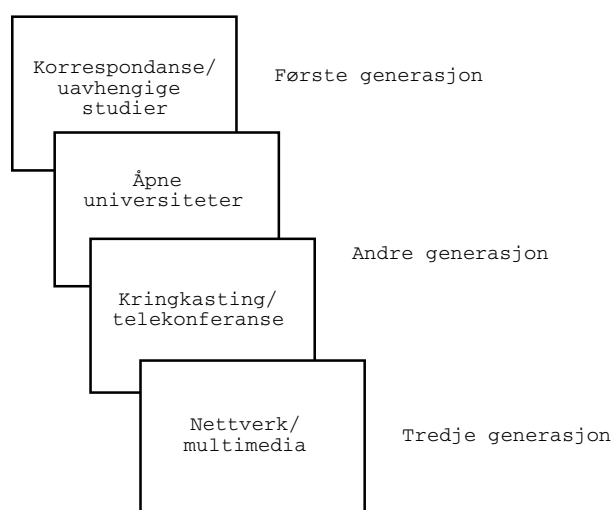 Korrespondanse/
uavhengige
studier
Første generasjon
Åpne
universiteter
Andre generasjon
Kringkasting/
telekonferanse
Nettverk/
multimedia
Tredje generasjon